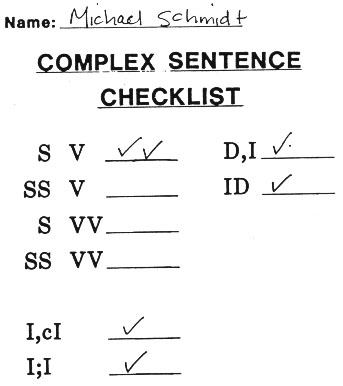 Name: Michael Schmidt
COMPLEX SENTENCE
CHECKLIST
S V ✓✓ D,I ✓
SS V ID ✓
S VV
SS VV
I,cI ✓
I;I ✓